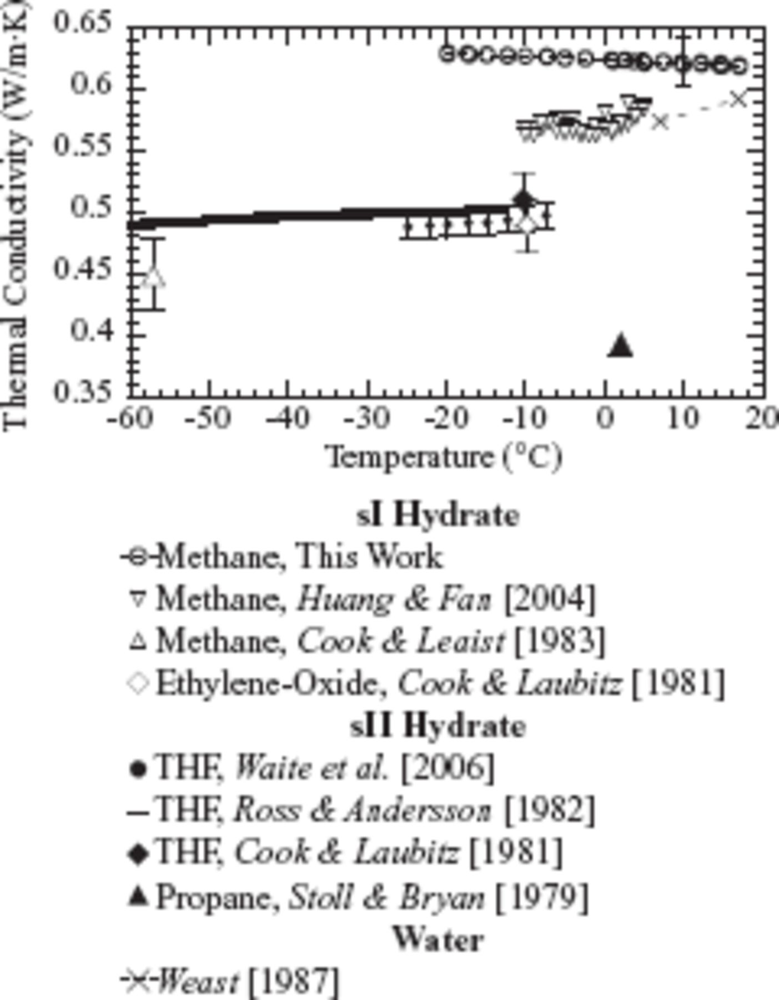 Thermal Conductivity (W/m·K)
0.65
0.6
0.55
0.5
0.45
0.4
0.35
-60 -50 -40 -30 -20 -10 0 10 20
Temperature (°C)
sI Hydrate
Methane, This Work
Methane, Huang & Fan [2004]
Methane, Cook & Leaist [1983]
Ethylene-Oxide, Cook & Laubitz [1981]
sII Hydrate
THF, Waite et al. [2006]
THF, Ross & Andersson [1982]
THF, Cook & Laubitz [1981]
Propane, Stoll & Bryan [1979]
Water
Weast [1987]